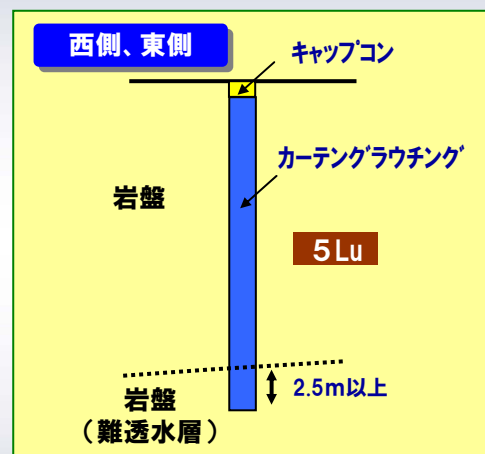 西側、東側
キャップコン
カーテングラウチング
岩盤
5Lu
2.5m以上
岩盤
(難透水層)